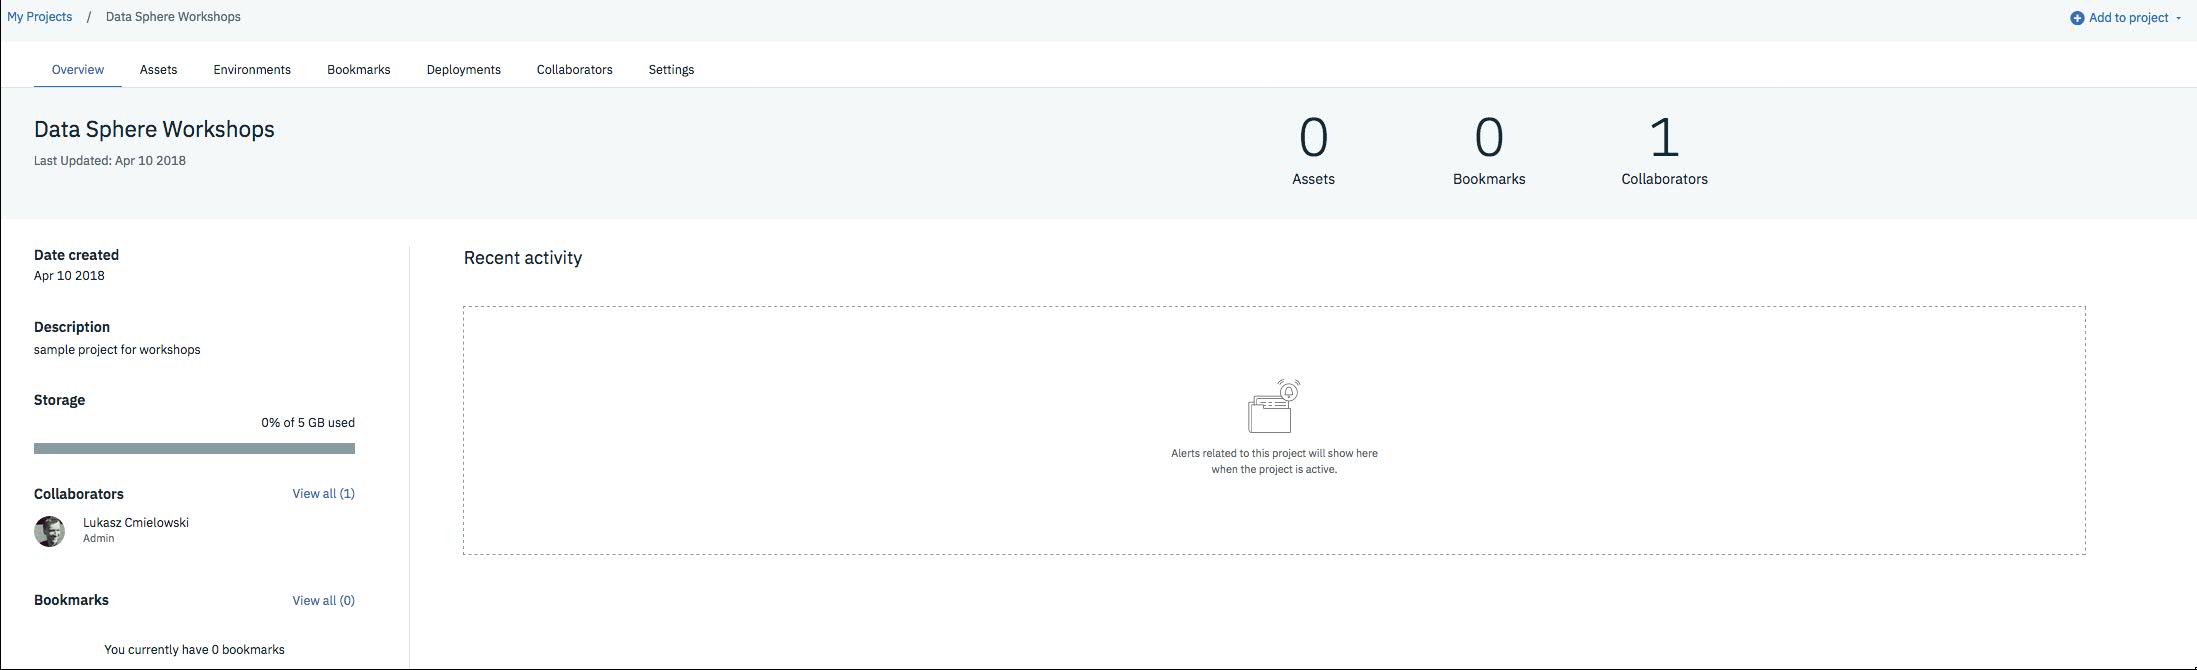 My Projects / Data Sphere Workshops
Add to project
Overview Assets Environments Bookmarks Deployments Collaborators Settings
Data Sphere Workshops
Last Updated: Apr 10 2018
0 0 1
Assets Bookmarks Collaborators
Date created
Apr 10 2018
Description
sample project for workshops
Storage
0% of 5 GB used
Collaborators View all (1)
Lukasz Cmielowski
Admin
Bookmarks View all (0)
You currently have 0 bookmarks
Recent activity
Alerts related to this project will show here
when the project is active.